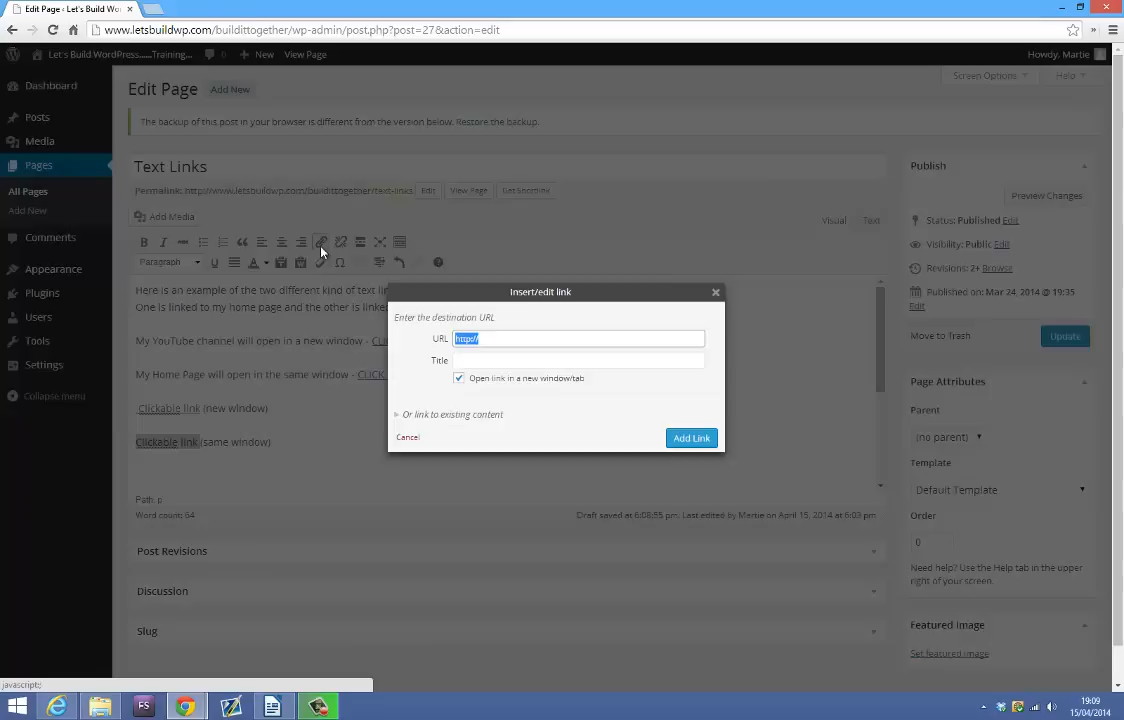 Edit Page ‹ Let's Build Wo
www.letsbuildwp.com/buildittogether/wp-admin/post.php?post=27&action=edit
Let's Build WordPress......Training...
0
New
View Page
Howdy, Martie
Dashboard
Posts
Media
Pages
All Pages
Add New
Comments
Appearance
Plugins
Users
Tools
Settings
Collapse menu
Edit Page
Add New
Screen Options
Help
The backup of this post in your browser is different from the version below. Restore the backup.
Text Links
Permalink: http://www.letsbuildwp.com/buildittogether/text-links
Edit
View Page
Get Shortlink
Add Media
Visual
Text
B I ABC
Paragraph
U A
Here is an example of the two different kind of text li
One is linked to my home page and the other is linke
My YouTube channel will open in a new window - CL
My Home Page will open in the same window - CLICK
Clickable link (new window)
Clickable link (same window)
Path: p
Word count: 64
Draft saved at 6:08:55 pm. Last edited by Martie on April 15, 2014 at 6:03 pm
Post Revisions
Discussion
Slug
Insert/edit link
Enter the destination URL
URL
http://
Title
Open link in a new window/tab
Or link to existing content
Cancel
Add Link
Publish
Preview Changes
Status: Published Edit
Visibility: Public Edit
Revisions: 2+ Browse
Published on: Mar 24, 2014 @ 19:35
Edit
Move to Trash
Update
Page Attributes
Parent
(no parent)
Template
Default Template
Order
0
Need help? Use the Help tab in the upper
right of your screen.
Featured Image
Set featured image
javascript:;
FS
19:09
15/04/2014